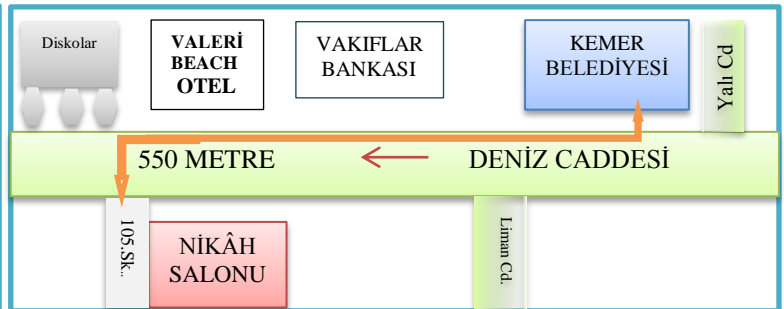 Diskolar
VALERİ
BEACH
OTEL
VAKIFLAR
BANKASI
KEMER
BELEDİYESİ
Yalı Cd
550 METRE
DENİZ CADDESİ
105.Sk..
NİKÂH
SALONU
Liman Cd.